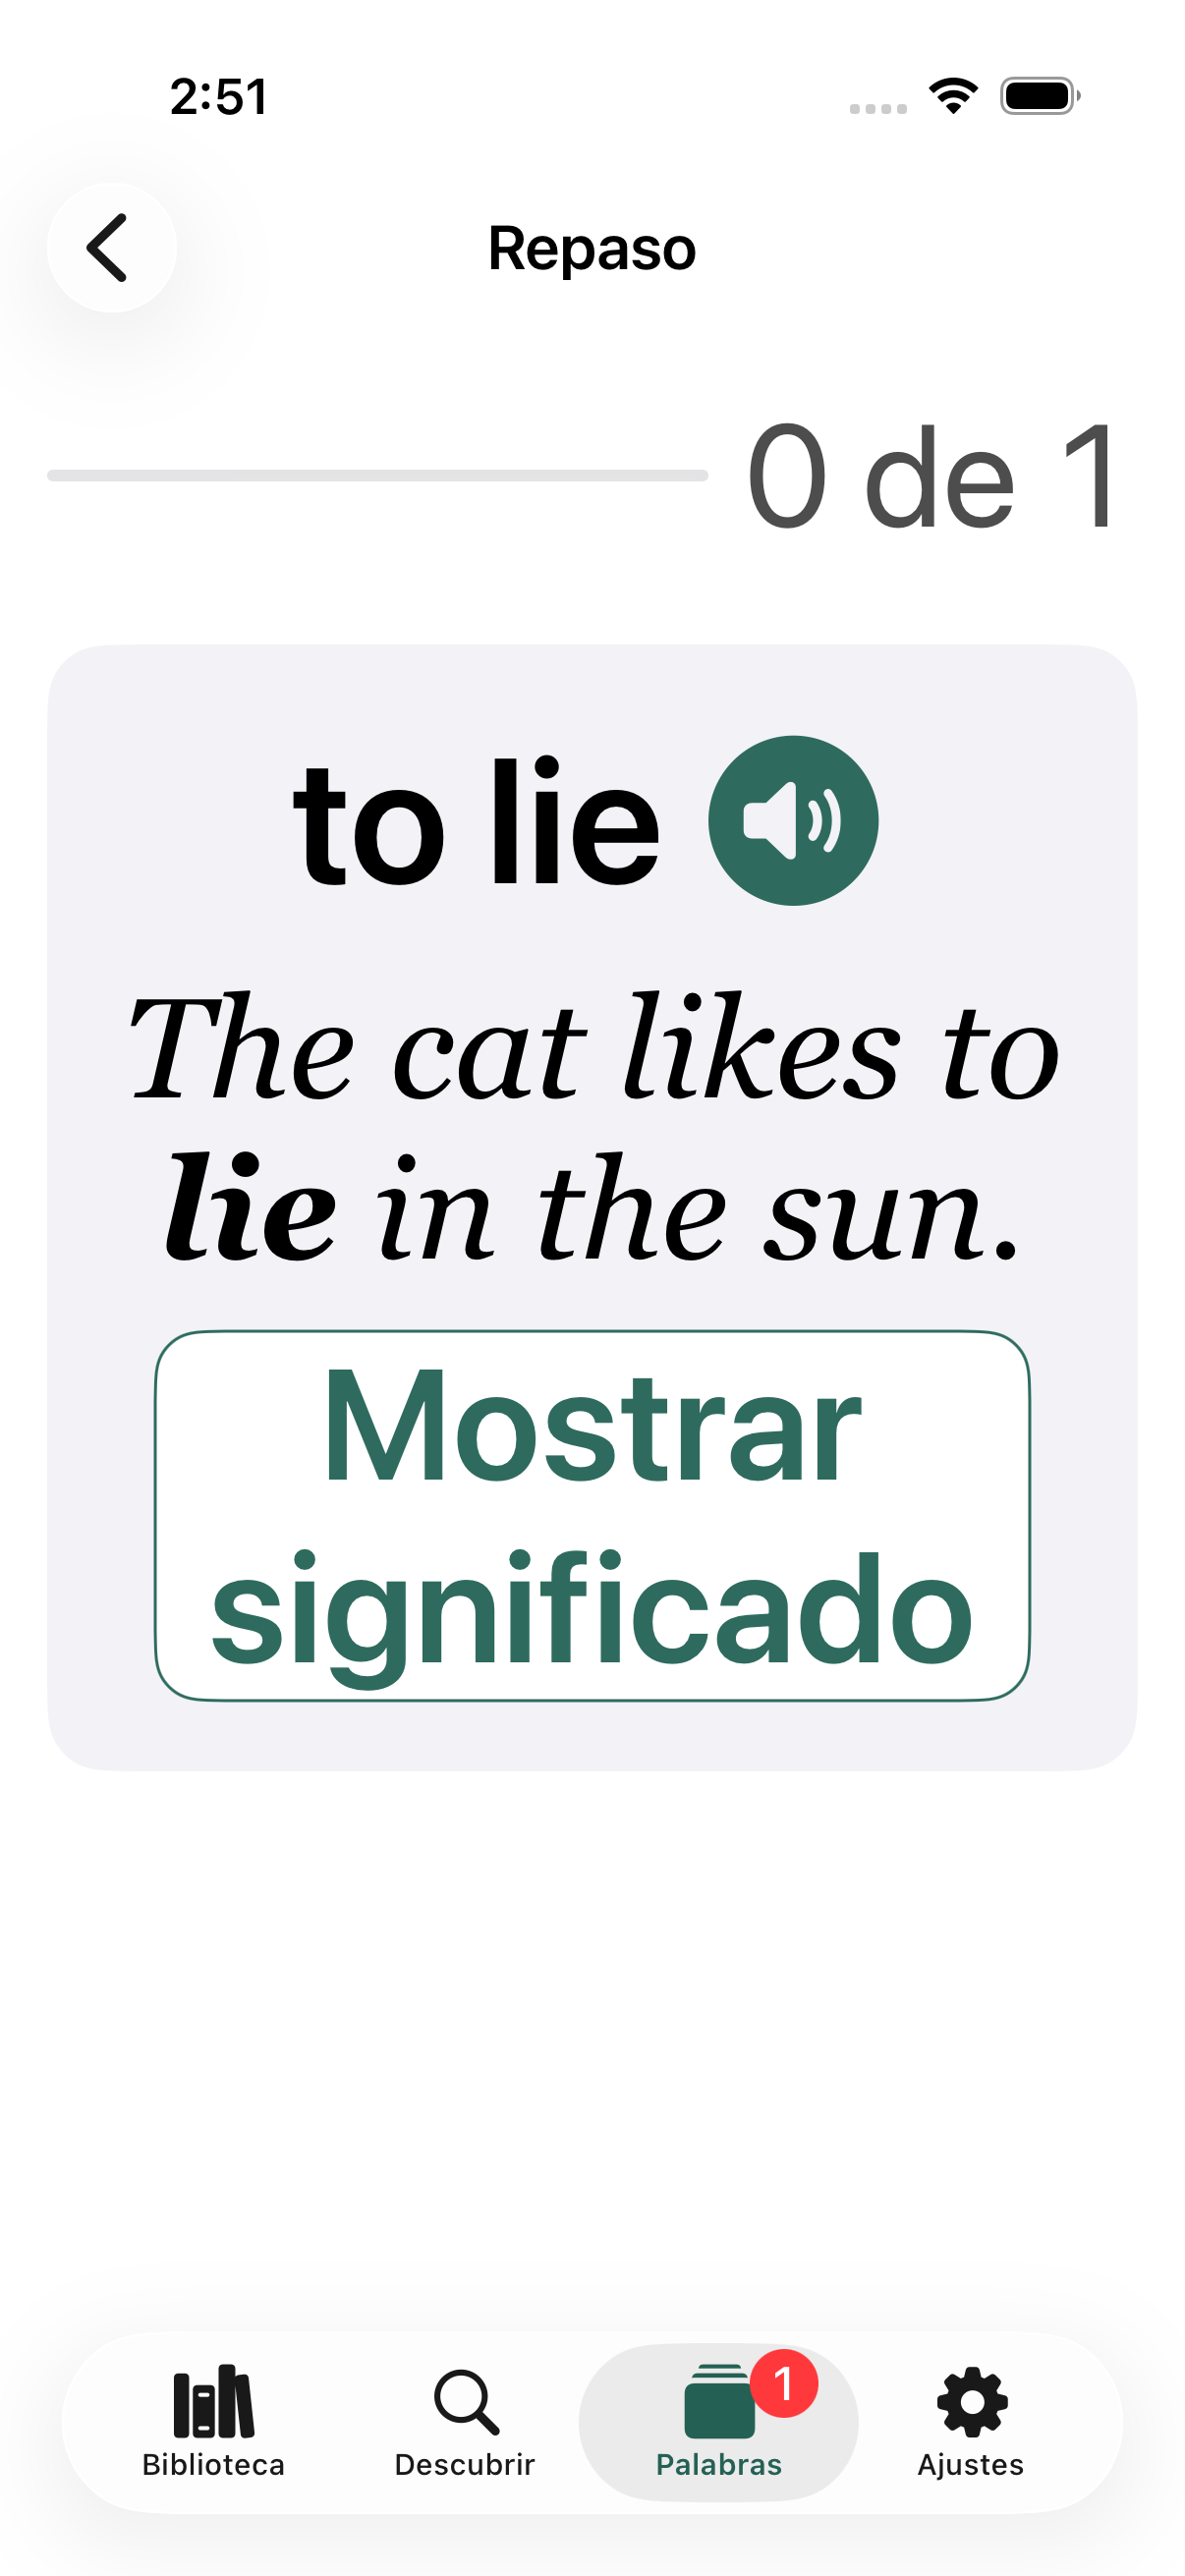 2:51
Repaso
0 de 1
to lie
The cat likes to
lie in the sun.
Mostrar
significado
1
Biblioteca
Descubrir
Palabras
Ajustes